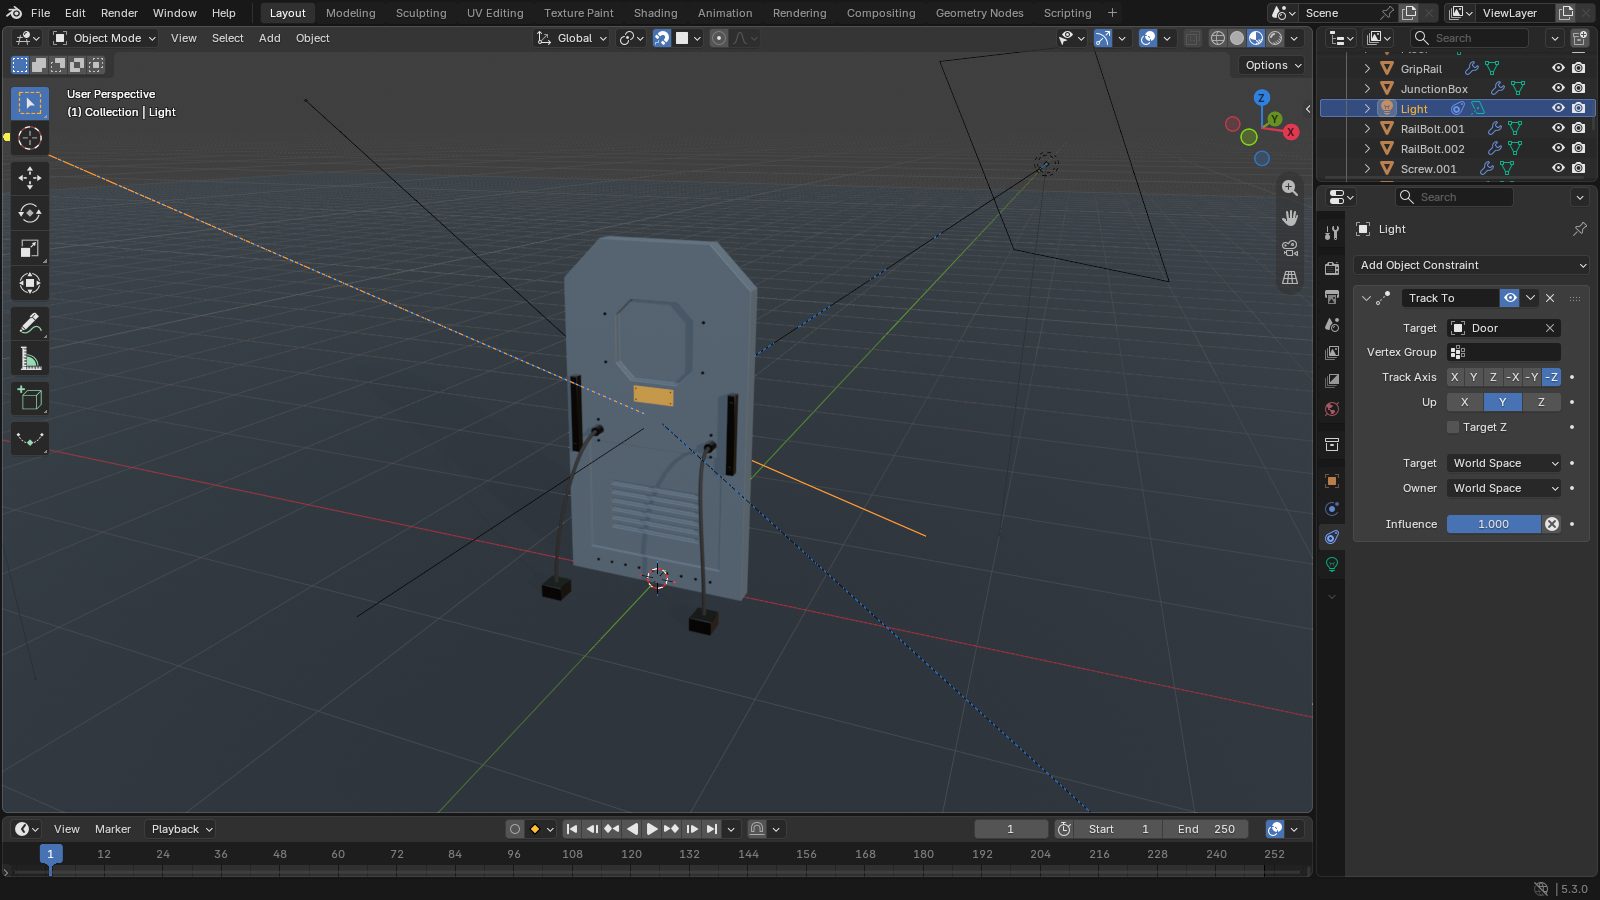 File Edit Render Window Help Layout Modeling Sculpting UV Editing Texture Paint Shading Animation Rendering Compositing Geometry Nodes Scripting + Scene ViewLayer
Object Mode View Select Add Object Global Search
Options
User Perspective
(1) Collection | Light
Z
Y
X
GripRail
JunctionBox
Light
RailBolt.001
RailBolt.002
Screw.001
Search
Light
Add Object Constraint
Track To
Target Door
Vertex Group
Track Axis X Y Z -X -Y -Z
Up X Y Z
Target Z
Target World Space
Owner World Space
Influence 1.000
View Marker Playback 1 Start 1 End 250
1 12 24 36 48 60 72 84 96 108 120 132 144 156 168 180 192 204 216 228 240 252
5.3.0